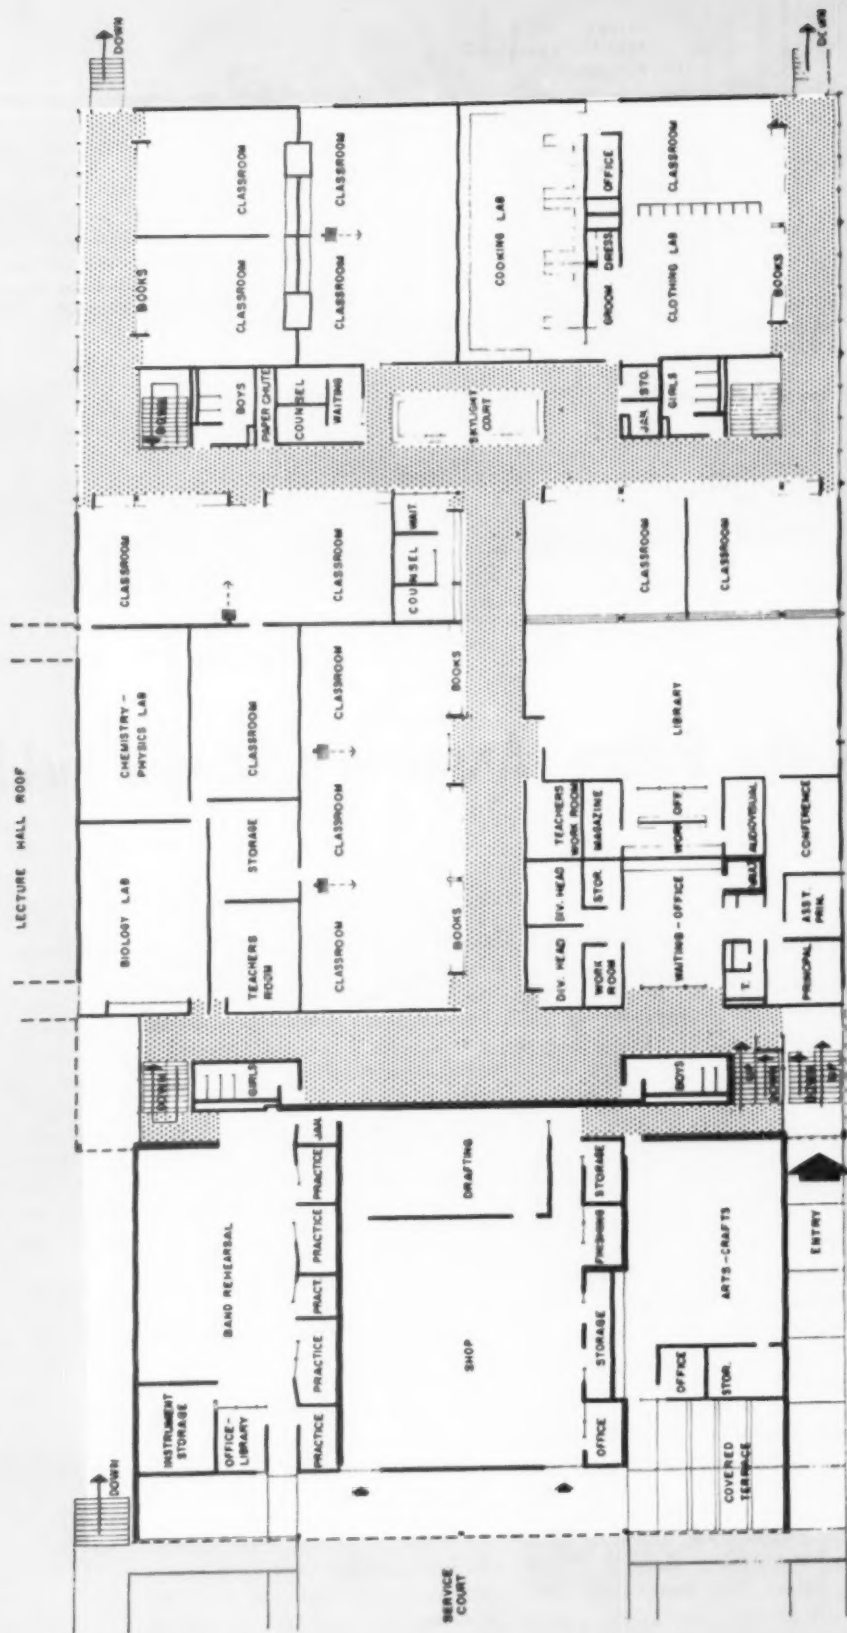 LECTURE HALL ROOF
DOWN
DOWN
BIOLOGY LAB
CHEMISTRY-
PHYSICS LAB
CLASSROOM
BOOKS
DOWN
DOWN
INSTRUMENT
STORAGE
OFFICE-
LIBRARY
BAND REHEARSAL
GIRLS
TEACHERS
ROOM
STORAGE
CLASSROOM
BOYS
PAPER CHUTE
CLASSROOM
CLASSROOM
PRACTICE
PRACTICE
PRACT.
PRACTICE
PRACTICE
JAN.
CLASSROOM
CLASSROOM
CLASSROOM
CLASSROOM
COUNSEL
WAITING
CLASSROOM
CLASSROOM
COUNSEL
WAIT.
SERVICE
COURT
SHOP
DRAFTING
BOOKS
BOOKS
SKYLIGHT
COURT
COOKING LAB
OFFICE
STORAGE
FINISHING
STORAGE
DIV. HEAD
DIV. HEAD
TEACHERS
WORK ROOM
WORK
ROOM
STOR.
MAGAZINE
GROOM
DRESS
OFFICE
OFFICE
STOR.
ARTS-CRAFTS
BOYS
WAITING-OFFICE
WORK OFF.
LIBRARY
CLASSROOM
CLASSROOM
JAN.
STO.
GIRLS
CLOTHING LAB
CLASSROOM
COVERED
TERRACE
UP
DOWN
T.
AUDIOVISUAL
BOOKS
ENTRY
DOWN
UP
PRINCIPAL
ASST.
PRIN.
CONFERENCE
DOWN